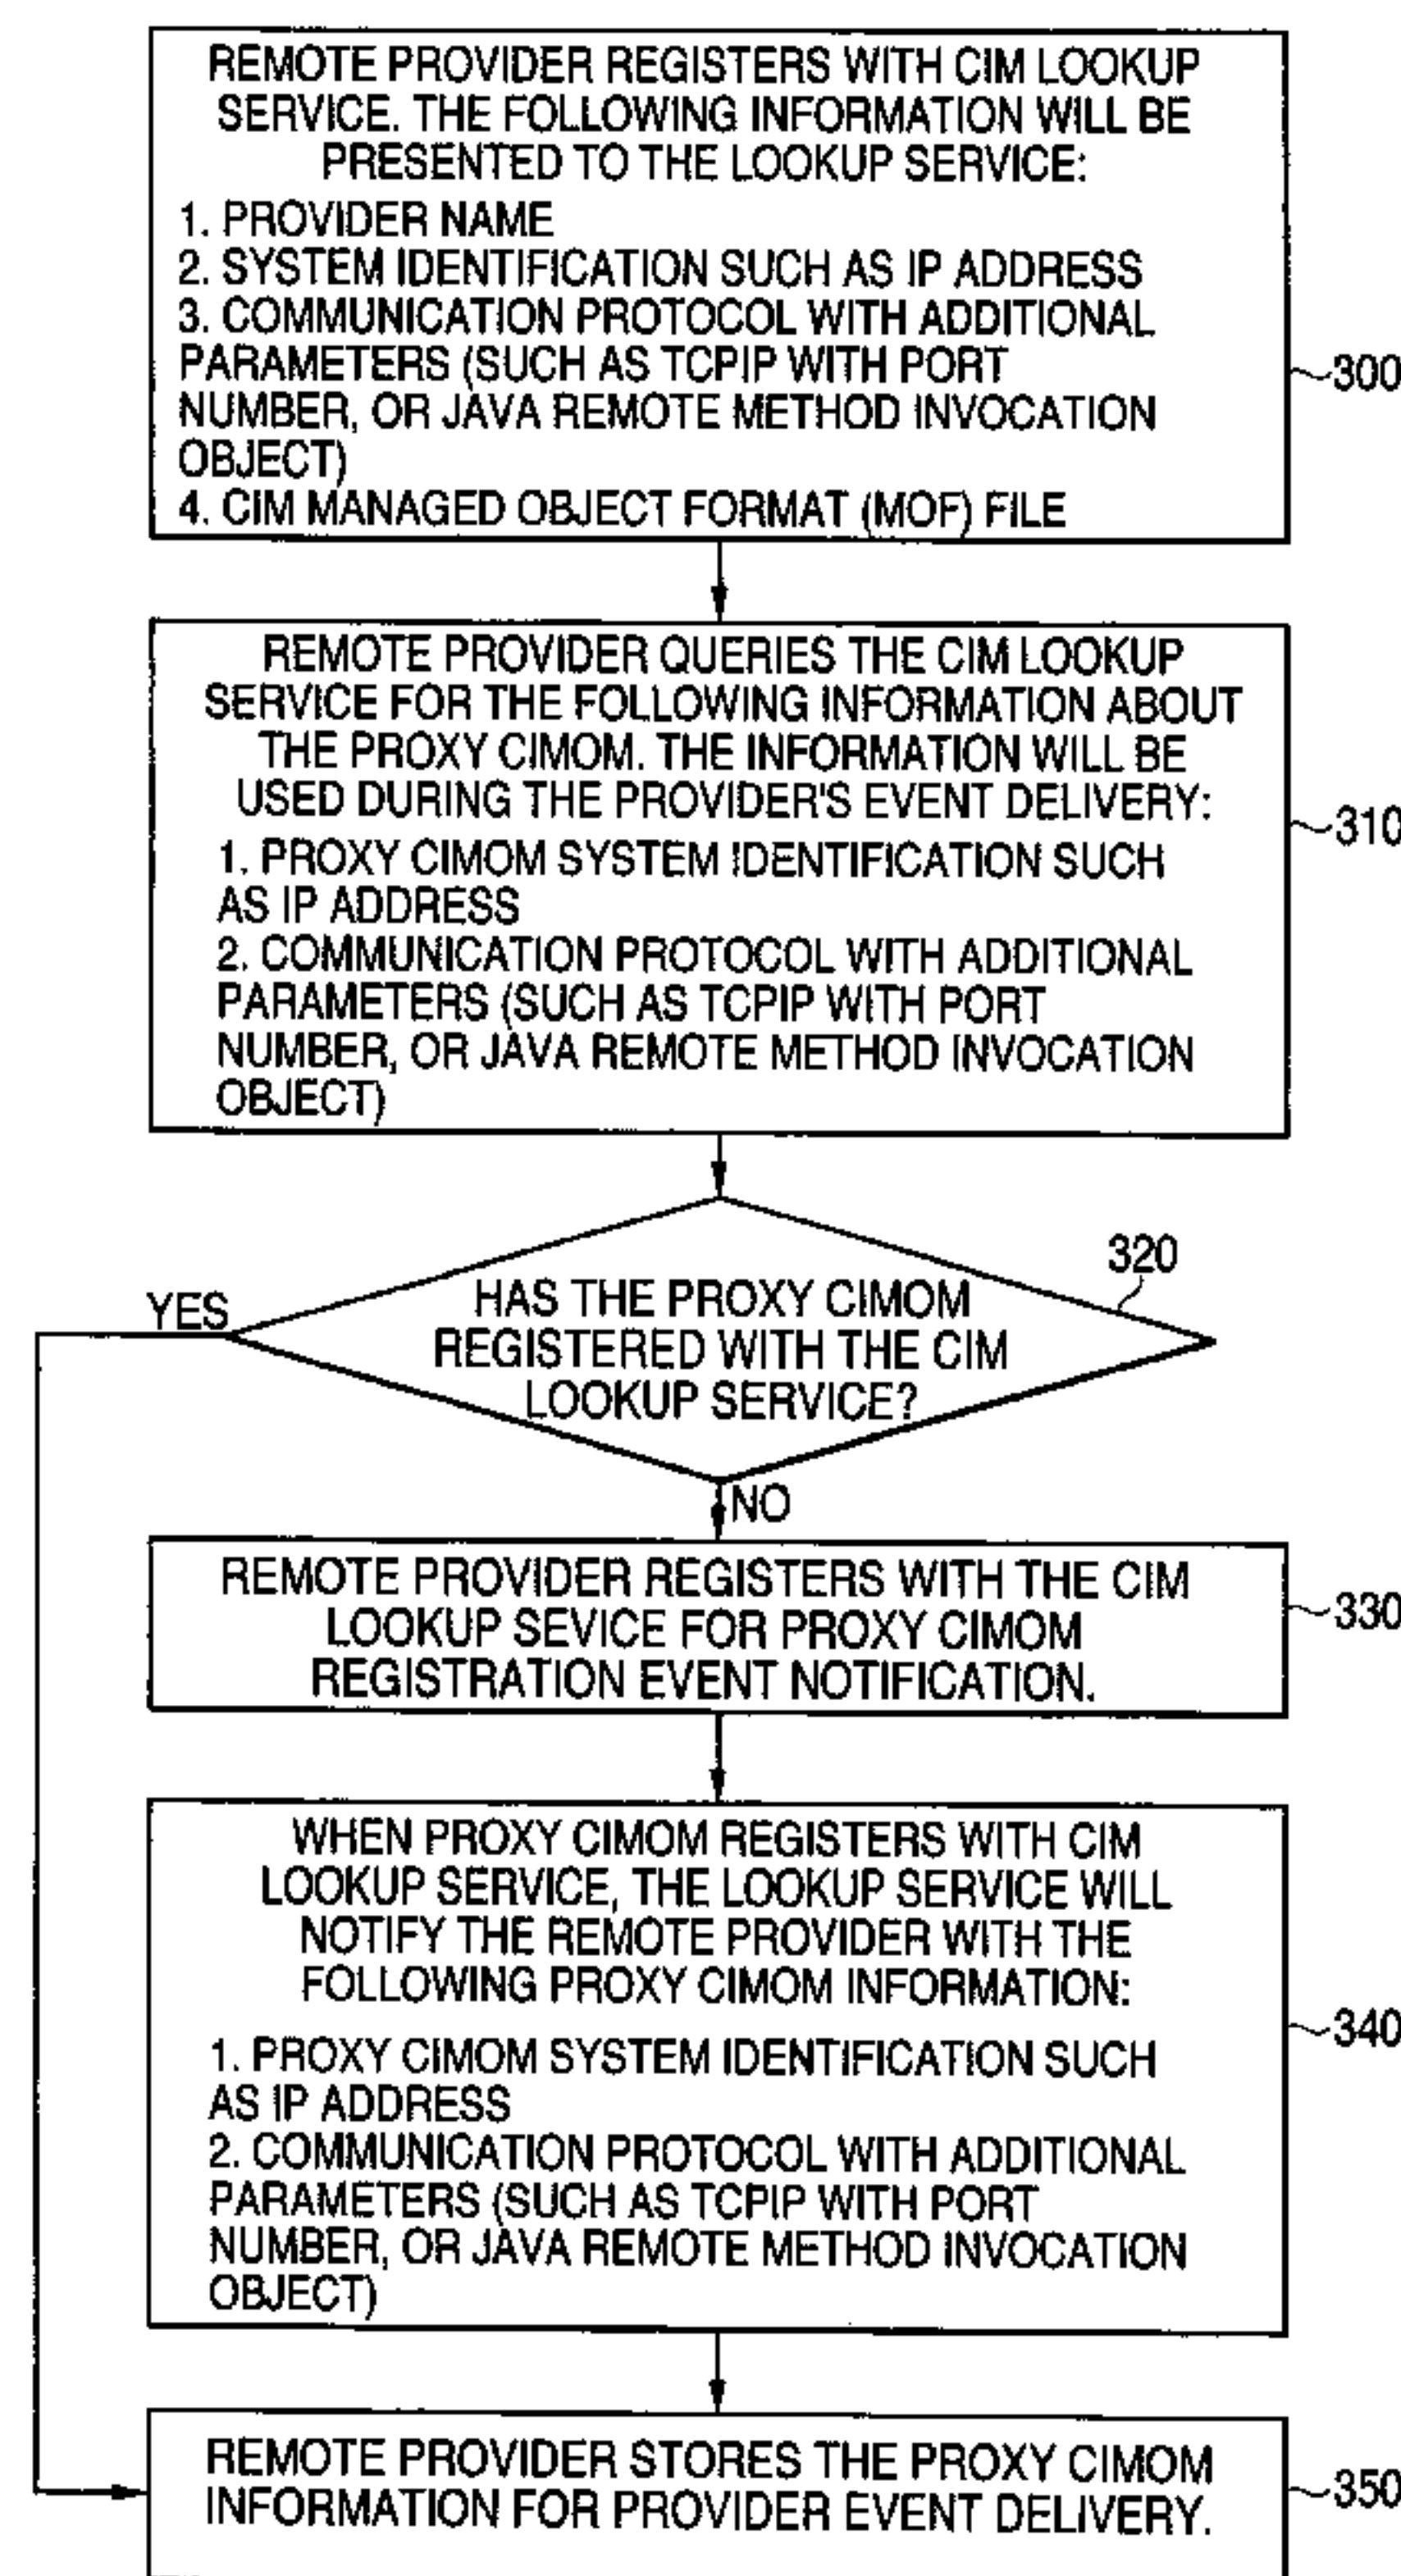 REMOTE PROVIDER REGISTERS WITH CIM LOOKUP
SERVICE. THE FOLLOWING INFORMATION WILL BE
PRESENTED TO THE LOOKUP SERVICE:
1. PROVIDER NAME
2. SYSTEM IDENTIFICATION SUCH AS IP ADDRESS
3. COMMUNICATION PROTOCOL WITH ADDITIONAL
PARAMETERS (SUCH AS TCPIP WITH PORT
NUMBER, OR JAVA REMOTE METHOD INVOCATION
OBJECT)
4. CIM MANAGED OBJECT FORMAT (MOF) FILE
300
REMOTE PROVIDER QUERIES THE CIM LOOKUP
SERVICE FOR THE FOLLOWING INFORMATION ABOUT
THE PROXY CIMOM. THE INFORMATION WILL BE
USED DURING THE PROVIDER'S EVENT DELIVERY:
1. PROXY CIMOM SYSTEM IDENTIFICATION SUCH
AS IP ADDRESS
2. COMMUNICATION PROTOCOL WITH ADDITIONAL
PARAMETERS (SUCH AS TCPIP WITH PORT
NUMBER, OR JAVA REMOTE METHOD INVOCATION
OBJECT)
310
320
YES
HAS THE PROXY CIMOM
REGISTERED WITH THE CIM
LOOKUP SERVICE?
NO
REMOTE PROVIDER REGISTERS WITH THE CIM
LOOKUP SEVICE FOR PROXY CIMOM
REGISTRATION EVENT NOTIFICATION.
330
WHEN PROXY CIMOM REGISTERS WITH CIM
LOOKUP SERVICE, THE LOOKUP SERVICE WILL
NOTIFY THE REMOTE PROVIDER WITH THE
FOLLOWING PROXY CIMOM INFORMATION:
1. PROXY CIMOM SYSTEM IDENTIFICATION SUCH
AS IP ADDRESS
2. COMMUNICATION PROTOCOL WITH ADDITIONAL
PARAMETERS (SUCH AS TCPIP WITH PORT
NUMBER, OR JAVA REMOTE METHOD INVOCATION
OBJECT)
340
REMOTE PROVIDER STORES THE PROXY CIMOM
INFORMATION FOR PROVIDER EVENT DELIVERY.
350